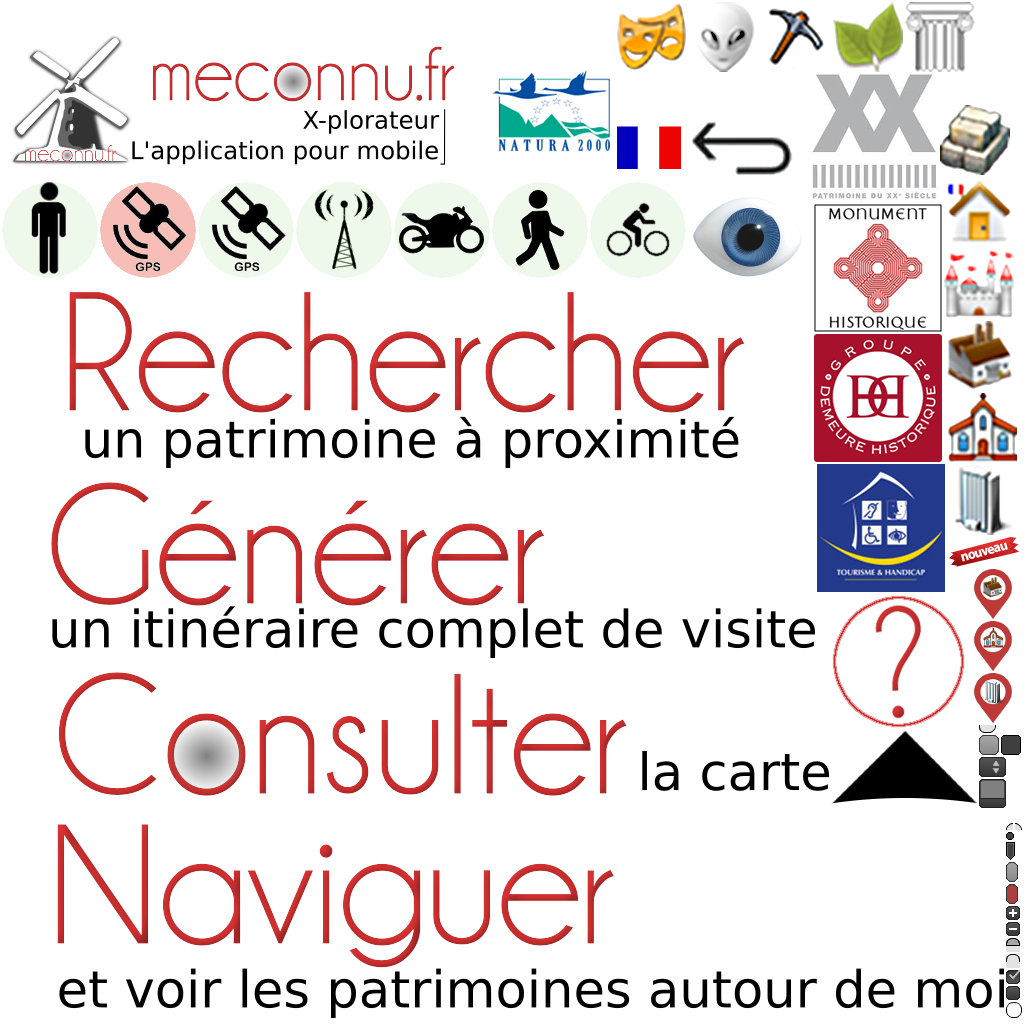 meconnu.fr
X-plorateur
L'application pour mobile
meconnu.fr
NATURA 2000
PATRIMOINE DU XXe SIÈCLE
GPS
GPS
MONUMENT
HISTORIQUE
Rechercher
un patrimoine à proximité
GROUPE
DEMEURE HISTORIQUE
Générer
un itinéraire complet de visite
TOURISME & HANDICAP
nouveau
?
Consulter
la carte
Naviguer
et voir les patrimoines autour de moi